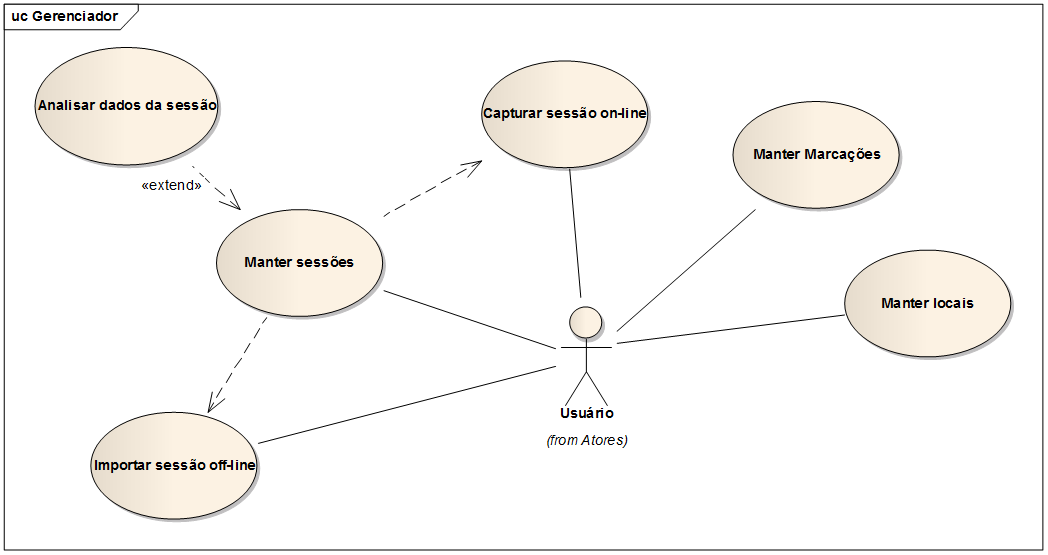 uc Gerenciador
Analisar dados da sessão
Capturar sessão on-line
Manter Marcações
«extend»
Manter sessões
Manter locais
Usuário
(from Atores)
Importar sessão off-line